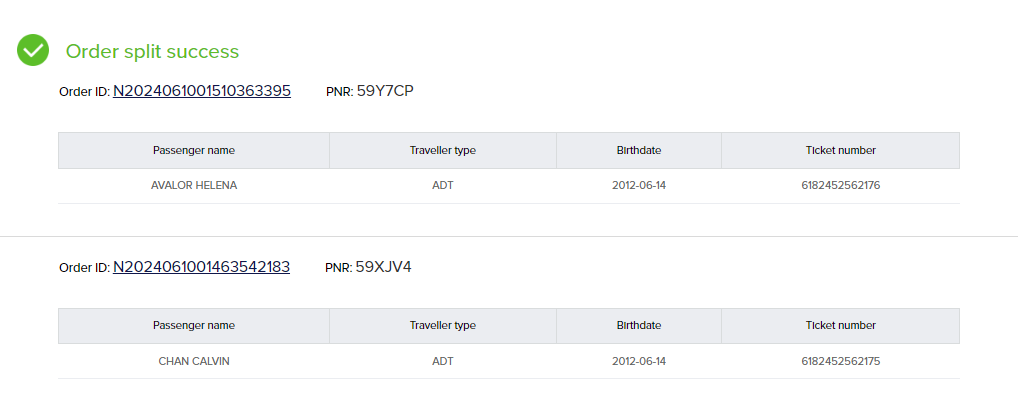 Order split success
Order ID: N2024061001510363395 PNR: 59Y7CP
Passenger name Traveller type Birthdate Ticket number
AVALOR HELENA ADT 2012-06-14 6182452562176
Order ID: N2024061001463542183 PNR: 59XJV4
Passenger name Traveller type Birthdate Ticket number
CHAN CALVIN ADT 2012-06-14 6182452562175